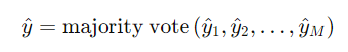 ŷ = majority vote (ŷ₁, ŷ₂, . . . , ŷ_M)